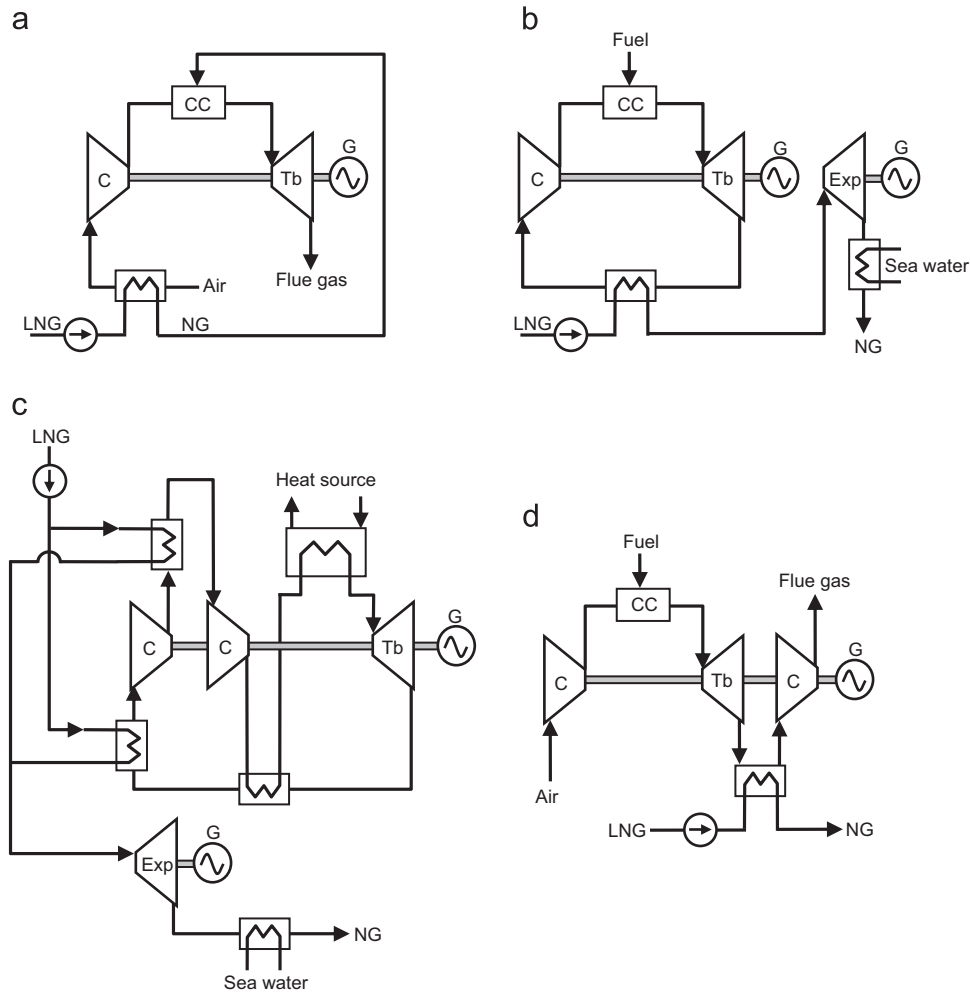 a
CC
C
Tb
G
Air
Flue gas
LNG
NG
b
Fuel
CC
C
Tb
G
Exp
G
Sea water
LNG
NG
c
LNG
Heat source
C
C
Tb
G
Exp
G
NG
Sea water
d
Fuel
Flue gas
CC
C
Tb
C
G
Air
LNG
NG